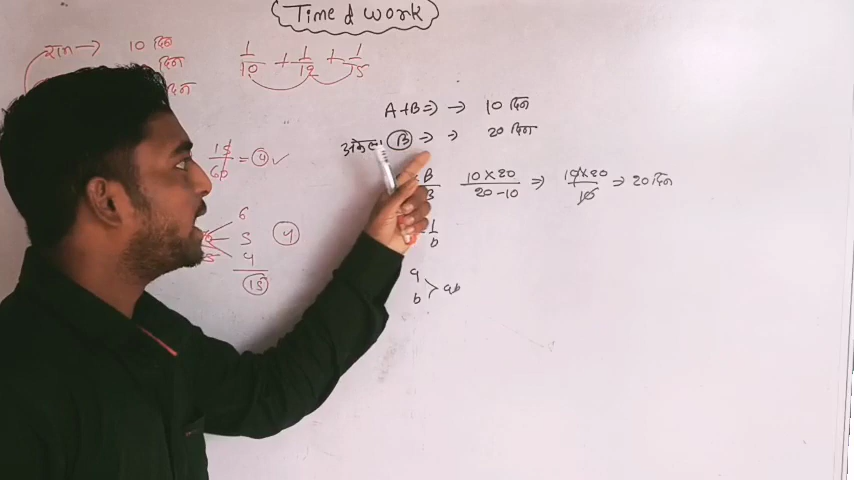 Time & work
राम → 10 दिन
दिन
दिन
1/10 + 1/12 + 1/15
A+B ⇒ → 10 दिन
अकेला B → → 20 दिन
15/60 = 4 ✓
B 10×20/20-10 ⇒ 10×20/10 ⇒ 20 दिन
6
5 4
4
15
1/b
a
b > ab